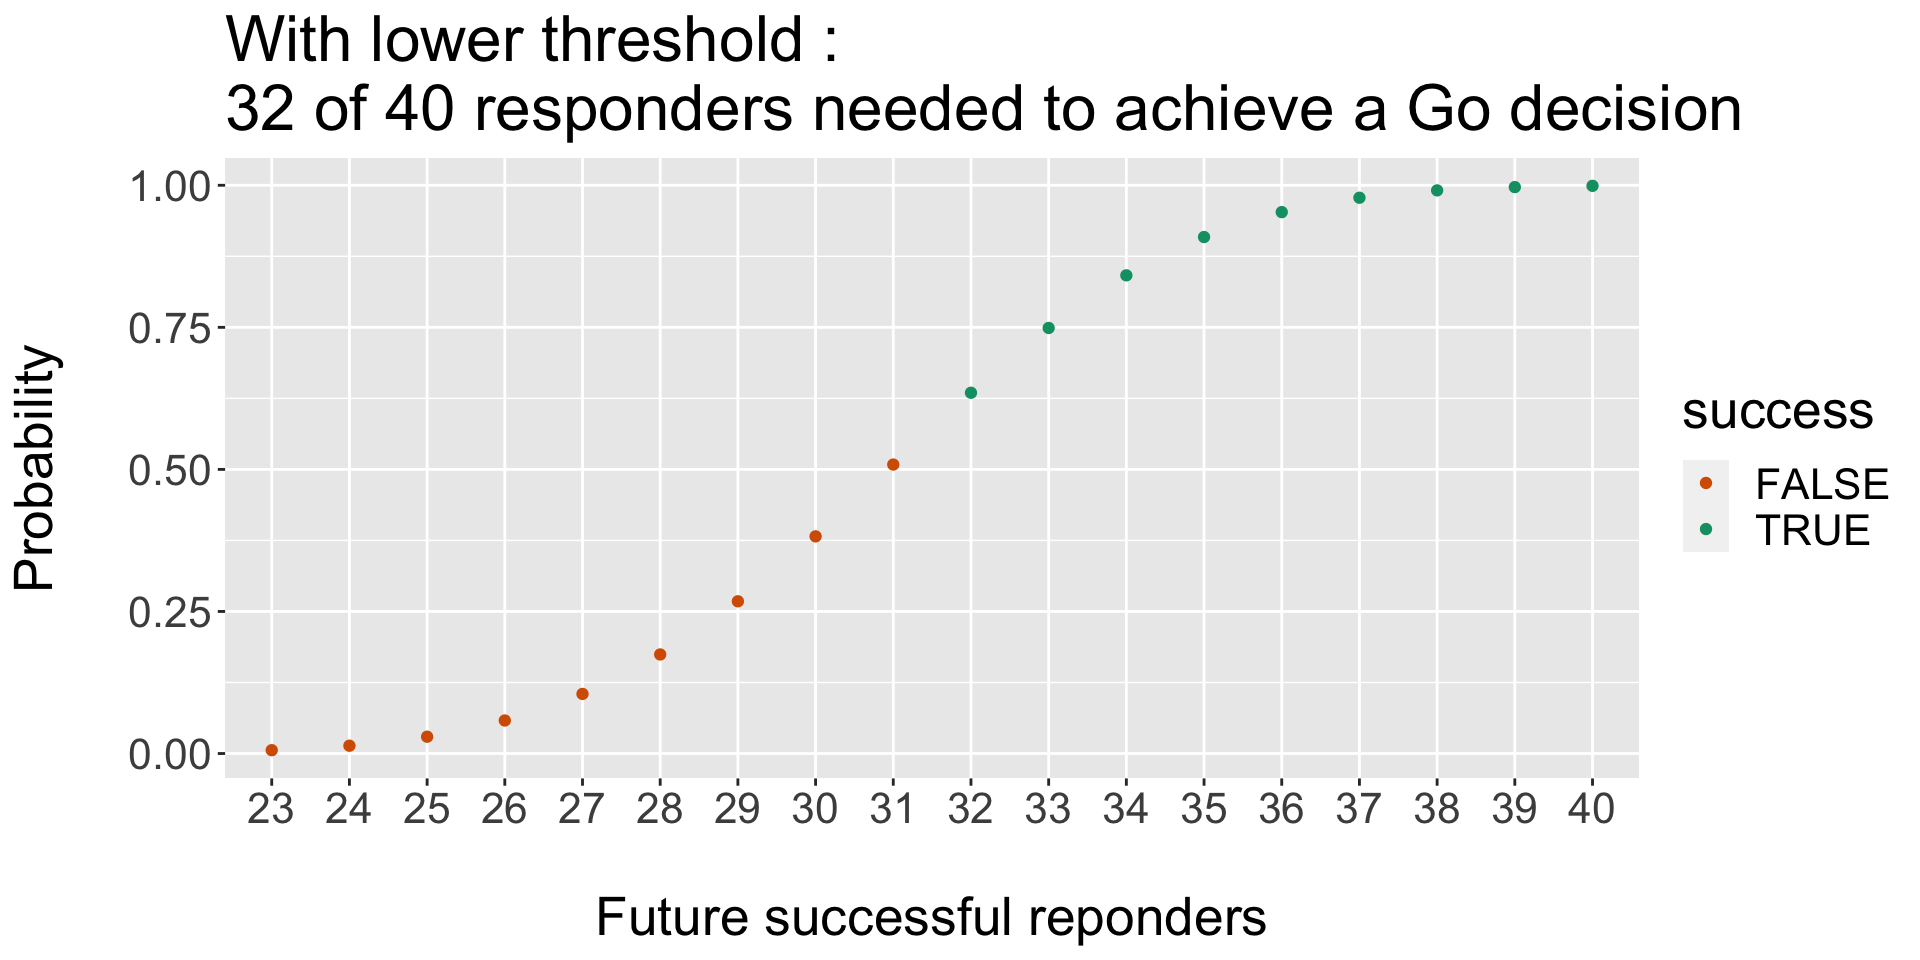 With lower threshold :
32 of 40 responders needed to achieve a Go decision
1.00
0.75
0.50
0.25
0.00
Probability
23 24 25 26 27 28 29 30 31 32 33 34 35 36 37 38 39 40
Future successful reponders
success
FALSE
TRUE